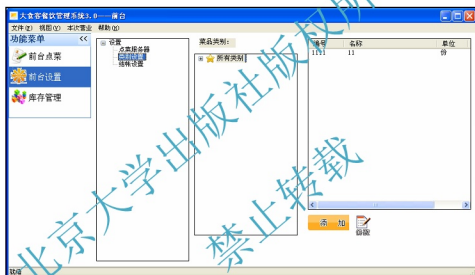 大食客餐饮管理系统3.0——前台
文件(F) 视图(V) 本次营业 帮助(H)
功能菜单 <<
前台点菜
前台设置
库存管理
设置
点菜服务器
结帐设置
菜品类别:
所有类别
编号 名称 单位
1111 11 份
添 加
北京大学出版社版权所有
禁止转载